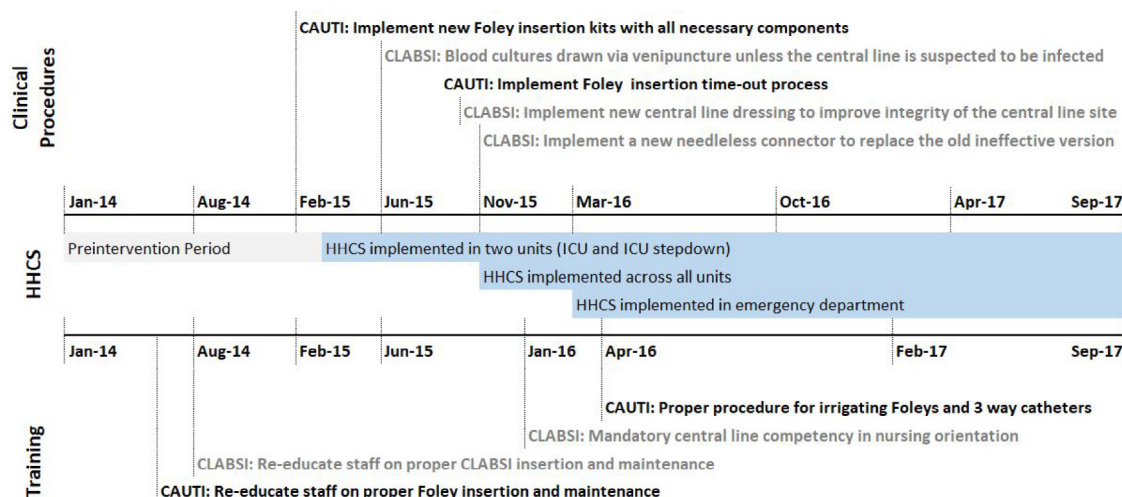 Clinical
Procedures
CAUTI: Implement new Foley insertion kits with all necessary components
CLABSI: Blood cultures drawn via venipuncture unless the central line is suspected to be infected
CAUTI: Implement Foley insertion time-out process
CLABSI: Implement new central line dressing to improve integrity of the central line site
CLABSI: Implement a new needleless connector to replace the old ineffective version
Jan-14 Aug-14 Feb-15 Jun-15 Nov-15 Mar-16 Oct-16 Apr-17 Sep-17
HHCS
Preintervention Period HHCS implemented in two units (ICU and ICU stepdown)
HHCS implemented across all units
HHCS implemented in emergency department
Jan-14 Aug-14 Feb-15 Jun-15 Jan-16 Apr-16 Feb-17 Sep-17
Training
CAUTI: Proper procedure for irrigating Foleys and 3 way catheters
CLABSI: Mandatory central line competency in nursing orientation
CLABSI: Re-educate staff on proper CLABSI insertion and maintenance
CAUTI: Re-educate staff on proper Foley insertion and maintenance